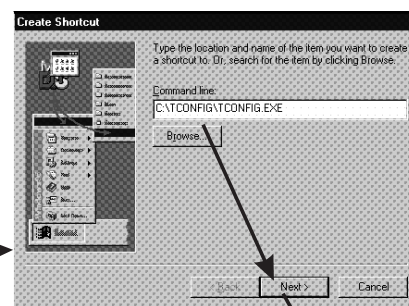 Create Shortcut
Type the location and name of the item you want to create
a shortcut to. Or, search for the item by clicking Browse.
Command line:
C:\TCONFIG\TCONFIG.EXE
Browse...
Back
Next >
Cancel